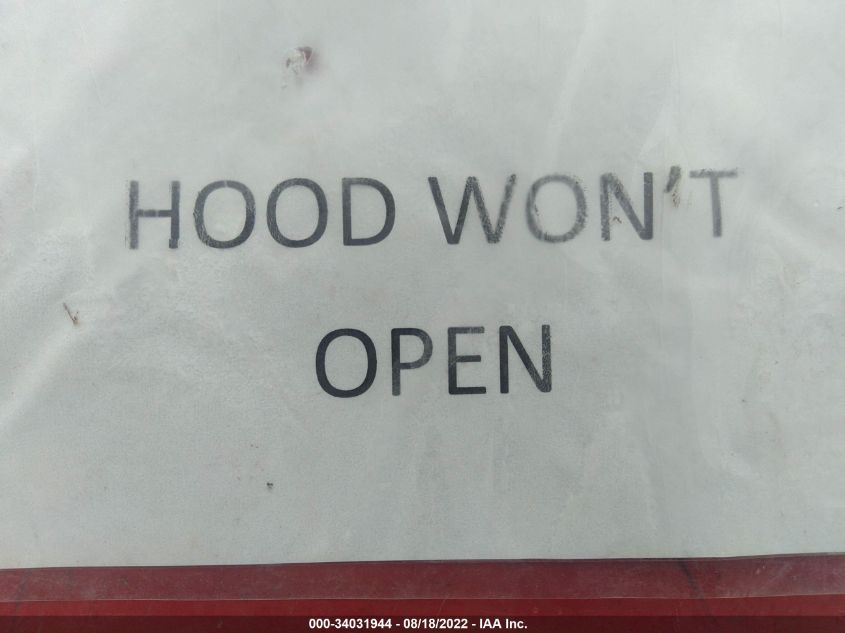 HOOD WON'T
OPEN
000-34031944 - 08/18/2022 - IAA Inc.